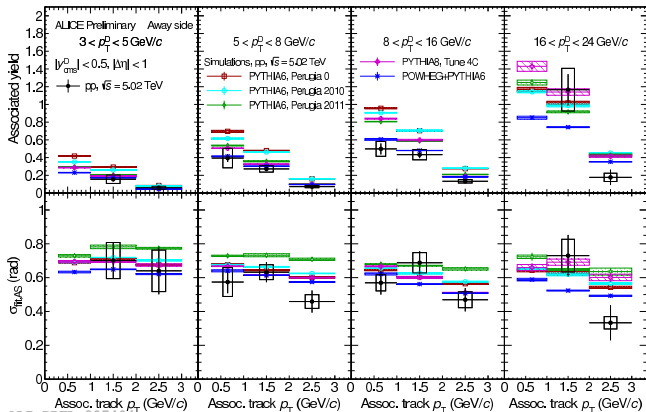 ALICE Preliminary Away side
3 < p_T^D < 5 GeV/c
5 < p_T^D < 8 GeV/c
8 < p_T^D < 16 GeV/c
16 < p_T^D < 24 GeV/c
|y_cms^D| < 0.5, |Δη| < 1
pp, √s = 5.02 TeV
Simulations, pp, √s = 5.02 TeV
PYTHIA6, Perugia 0
PYTHIA6, Perugia 2010
PYTHIA6, Perugia 2011
PYTHIA8, Tune 4C
POWHEG+PYTHIA6
Associated yield
2
1.8
1.6
1.4
1.2
1
0.8
0.6
0.4
0.2
0
σ_fit,AS (rad)
1
0.8
0.6
0.4
0.2
0
0.5 1 1.5 2 2.5 3
0.5 1 1.5 2 2.5 3
0.5 1 1.5 2 2.5 3
0.5 1 1.5 2 2.5 3
Assoc. track p_T (GeV/c)
Assoc. track p_T (GeV/c)
Assoc. track p_T (GeV/c)
Assoc. track p_T (GeV/c)